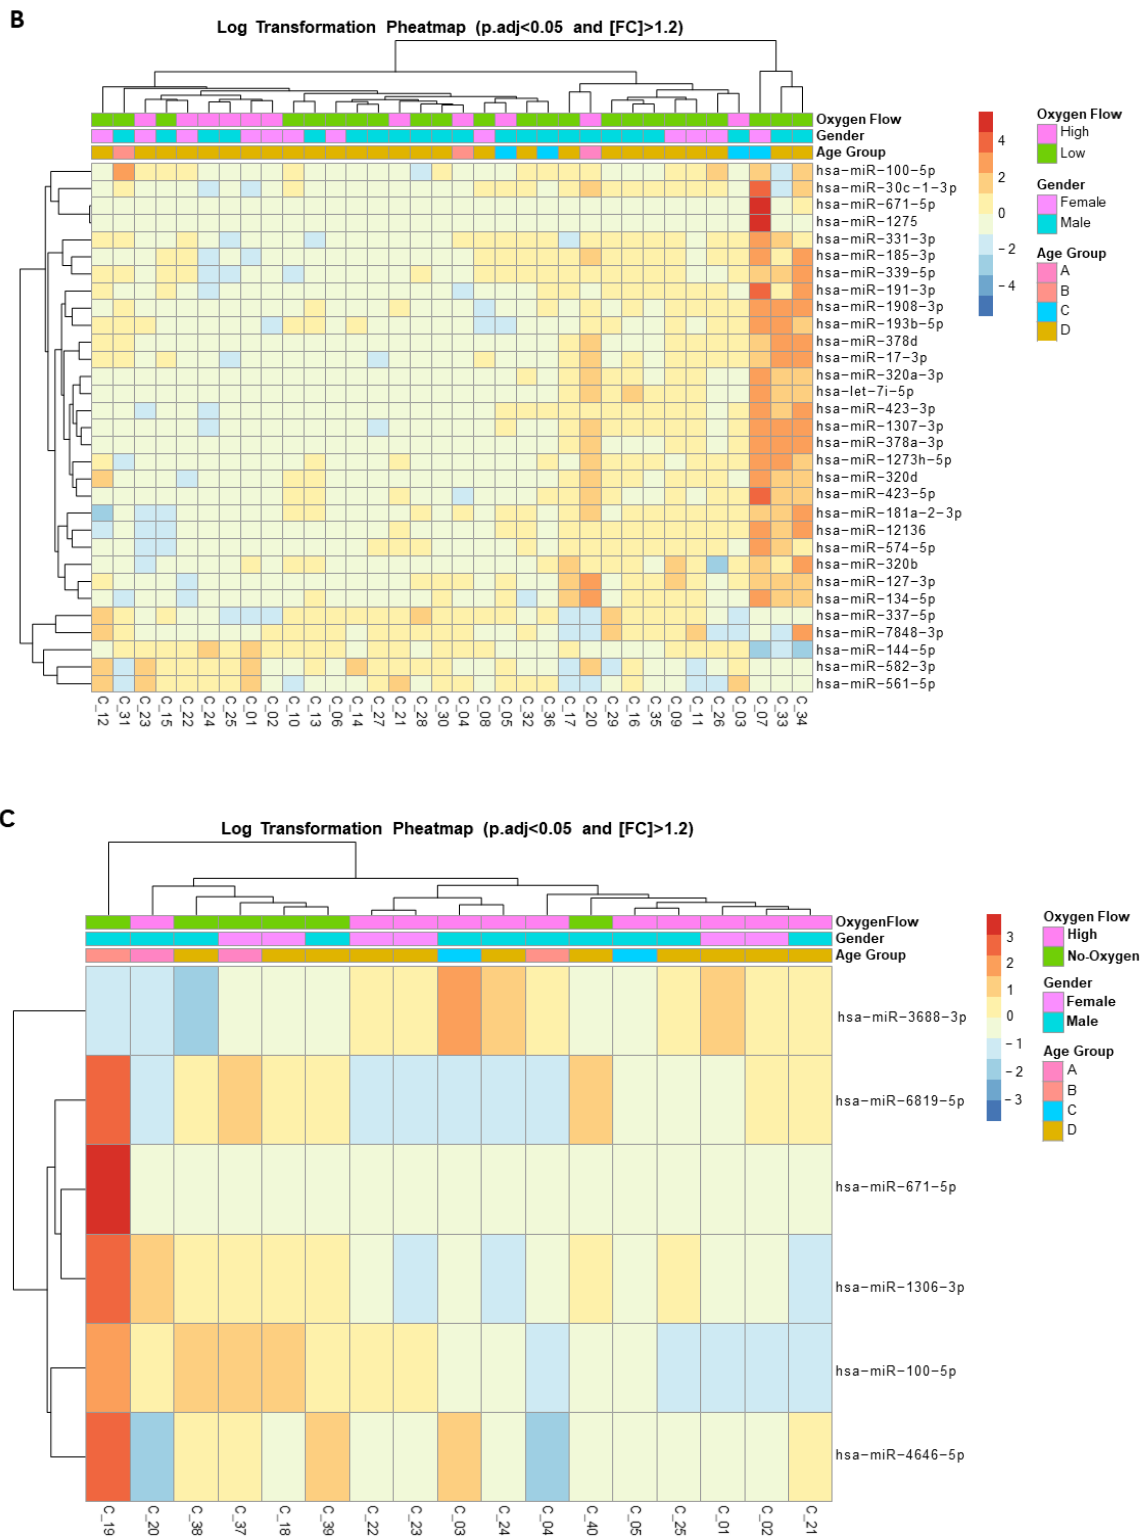 B
Log Transformation Pheatmap (p.adj<0.05 and [FC]>1.2)
Oxygen Flow
Gender
Age Group
hsa-miR-100-5p
hsa-miR-30c-1-3p
hsa-miR-671-5p
hsa-miR-1275
hsa-miR-331-3p
hsa-miR-185-3p
hsa-miR-339-5p
hsa-miR-191-3p
hsa-miR-1908-3p
hsa-miR-193b-5p
hsa-miR-378d
hsa-miR-17-3p
hsa-miR-320a-3p
hsa-let-7i-5p
hsa-miR-423-3p
hsa-miR-1307-3p
hsa-miR-378a-3p
hsa-miR-1273h-5p
hsa-miR-320d
hsa-miR-423-5p
hsa-miR-181a-2-3p
hsa-miR-12136
hsa-miR-574-5p
hsa-miR-320b
hsa-miR-127-3p
hsa-miR-134-5p
hsa-miR-337-5p
hsa-miR-7848-3p
hsa-miR-144-5p
hsa-miR-582-3p
hsa-miR-561-5p
C_12 C_31 C_23 C_15 C_22 C_24 C_25 C_01 C_02 C_10 C_13 C_06 C_14 C_27 C_21 C_28 C_30 C_04 C_08 C_05 C_32 C_36 C_17 C_20 C_29 C_16 C_35 C_09 C_11 C_26 C_03 C_07 C_33 C_34
4
2
0
-2
-4
Oxygen Flow
High
Low
Gender
Female
Male
Age Group
A
B
C
D
C
Log Transformation Pheatmap (p.adj<0.05 and [FC]>1.2)
OxygenFlow
Gender
Age Group
hsa-miR-3688-3p
hsa-miR-6819-5p
hsa-miR-671-5p
hsa-miR-1306-3p
hsa-miR-100-5p
hsa-miR-4646-5p
C_19 C_20 C_38 C_37 C_18 C_39 C_22 C_23 C_03 C_24 C_04 C_40 C_05 C_25 C_01 C_02 C_21
3
2
1
0
-1
-2
-3
Oxygen Flow
High
No-Oxygen
Gender
Female
Male
Age Group
A
B
C
D